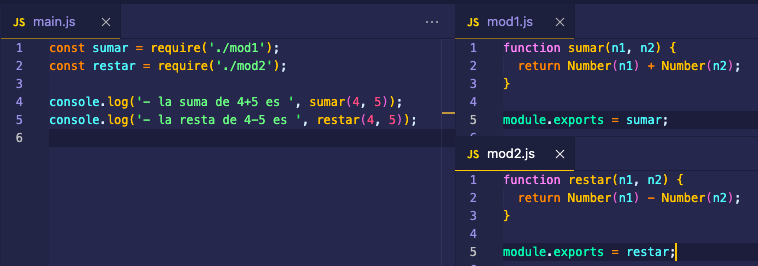 JS main.js × ···
1 const sumar = require('./mod1');
2 const restar = require('./mod2');
3
4 console.log('- la suma de 4+5 es ', sumar(4, 5));
5 console.log('- la resta de 4-5 es ', restar(4, 5));
6
JS mod1.js ×
1 function sumar(n1, n2) {
2   return Number(n1) + Number(n2);
3 }
4
5 module.exports = sumar;
JS mod2.js ×
1 function restar(n1, n2) {
2   return Number(n1) - Number(n2);
3 }
4
5 module.exports = restar;